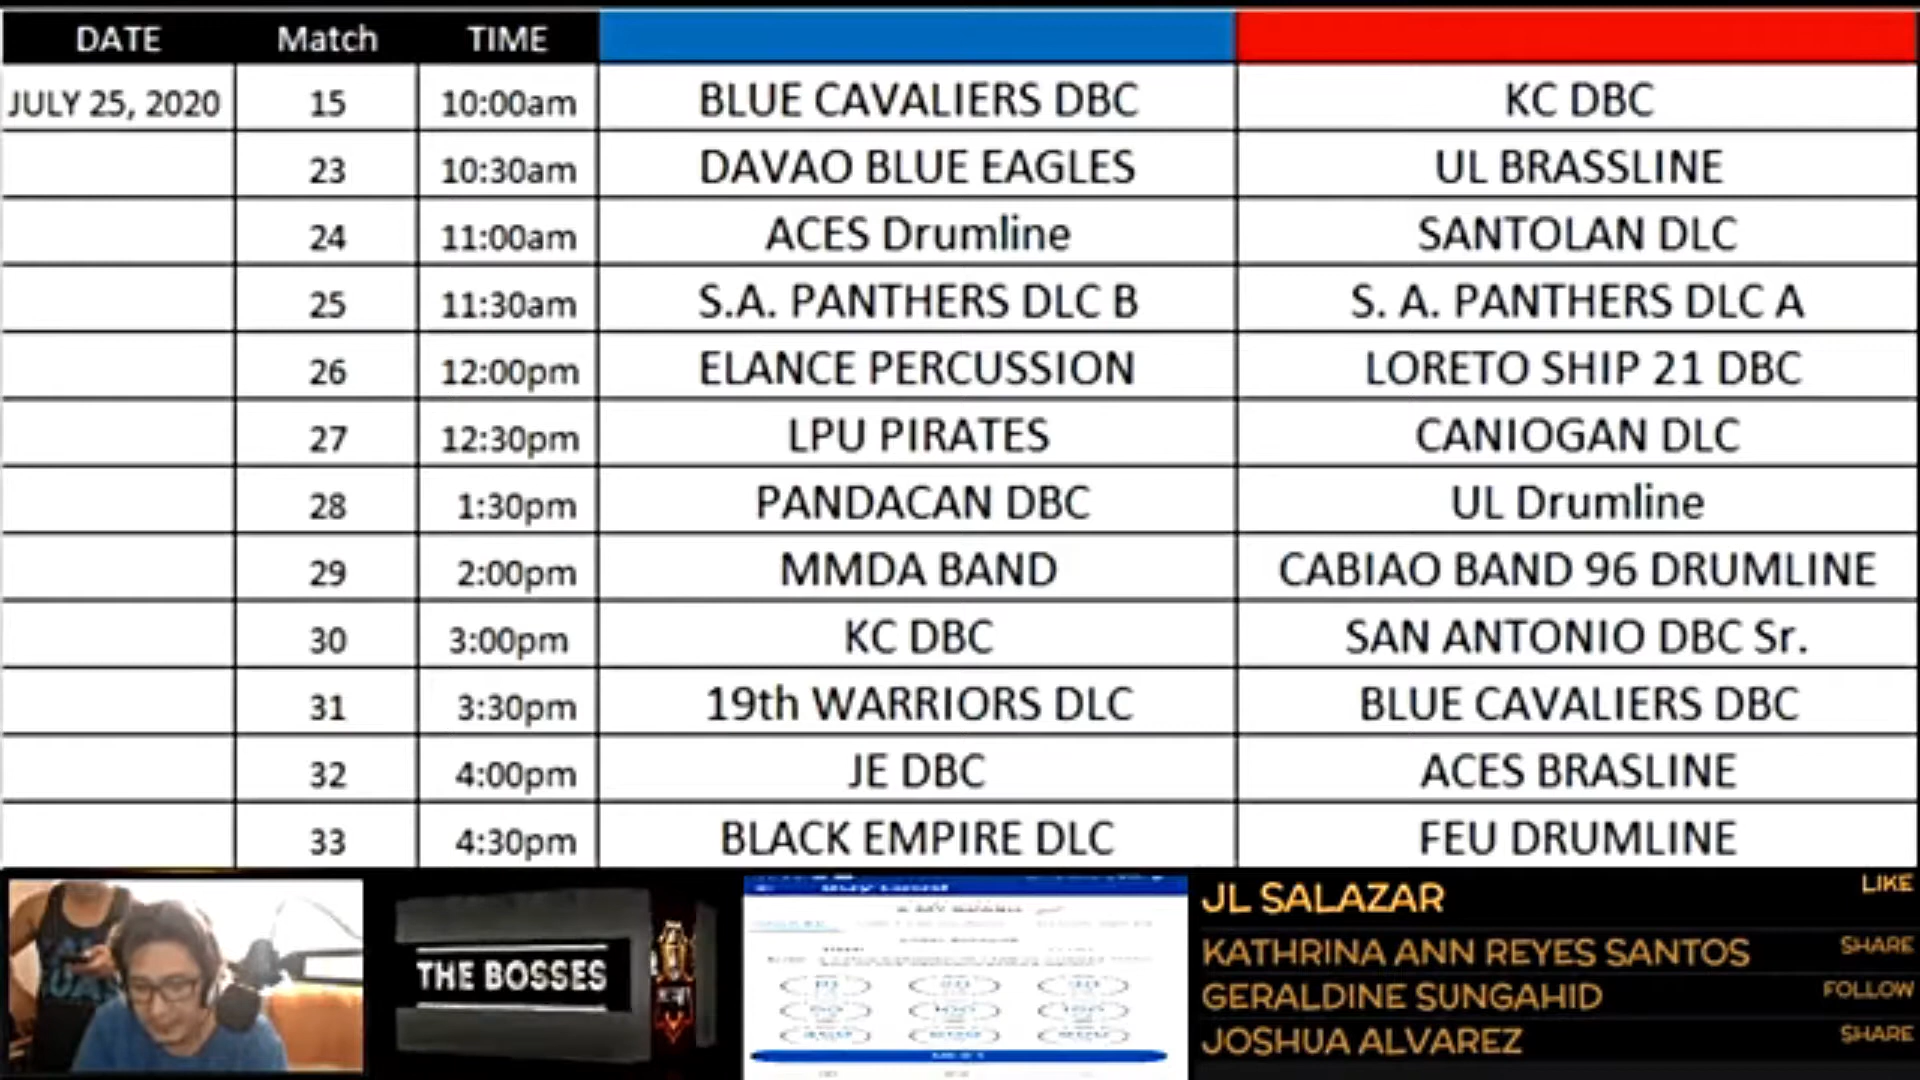 DATE Match TIME
JULY 25, 2020 15 10:00am BLUE CAVALIERS DBC KC DBC
23 10:30am DAVAO BLUE EAGLES UL BRASSLINE
24 11:00am ACES Drumline SANTOLAN DLC
25 11:30am S.A. PANTHERS DLC B S. A. PANTHERS DLC A
26 12:00pm ELANCE PERCUSSION LORETO SHIP 21 DBC
27 12:30pm LPU PIRATES CANIOGAN DLC
28 1:30pm PANDACAN DBC UL Drumline
29 2:00pm MMDA BAND CABIAO BAND 96 DRUMLINE
30 3:00pm KC DBC SAN ANTONIO DBC Sr.
31 3:30pm 19th WARRIORS DLC BLUE CAVALIERS DBC
32 4:00pm JE DBC ACES BRASLINE
33 4:30pm BLACK EMPIRE DLC FEU DRUMLINE
THE BOSSES
JL SALAZAR LIKE
KATHRINA ANN REYES SANTOS SHARE
GERALDINE SUNGAHID FOLLOW
JOSHUA ALVAREZ SHARE